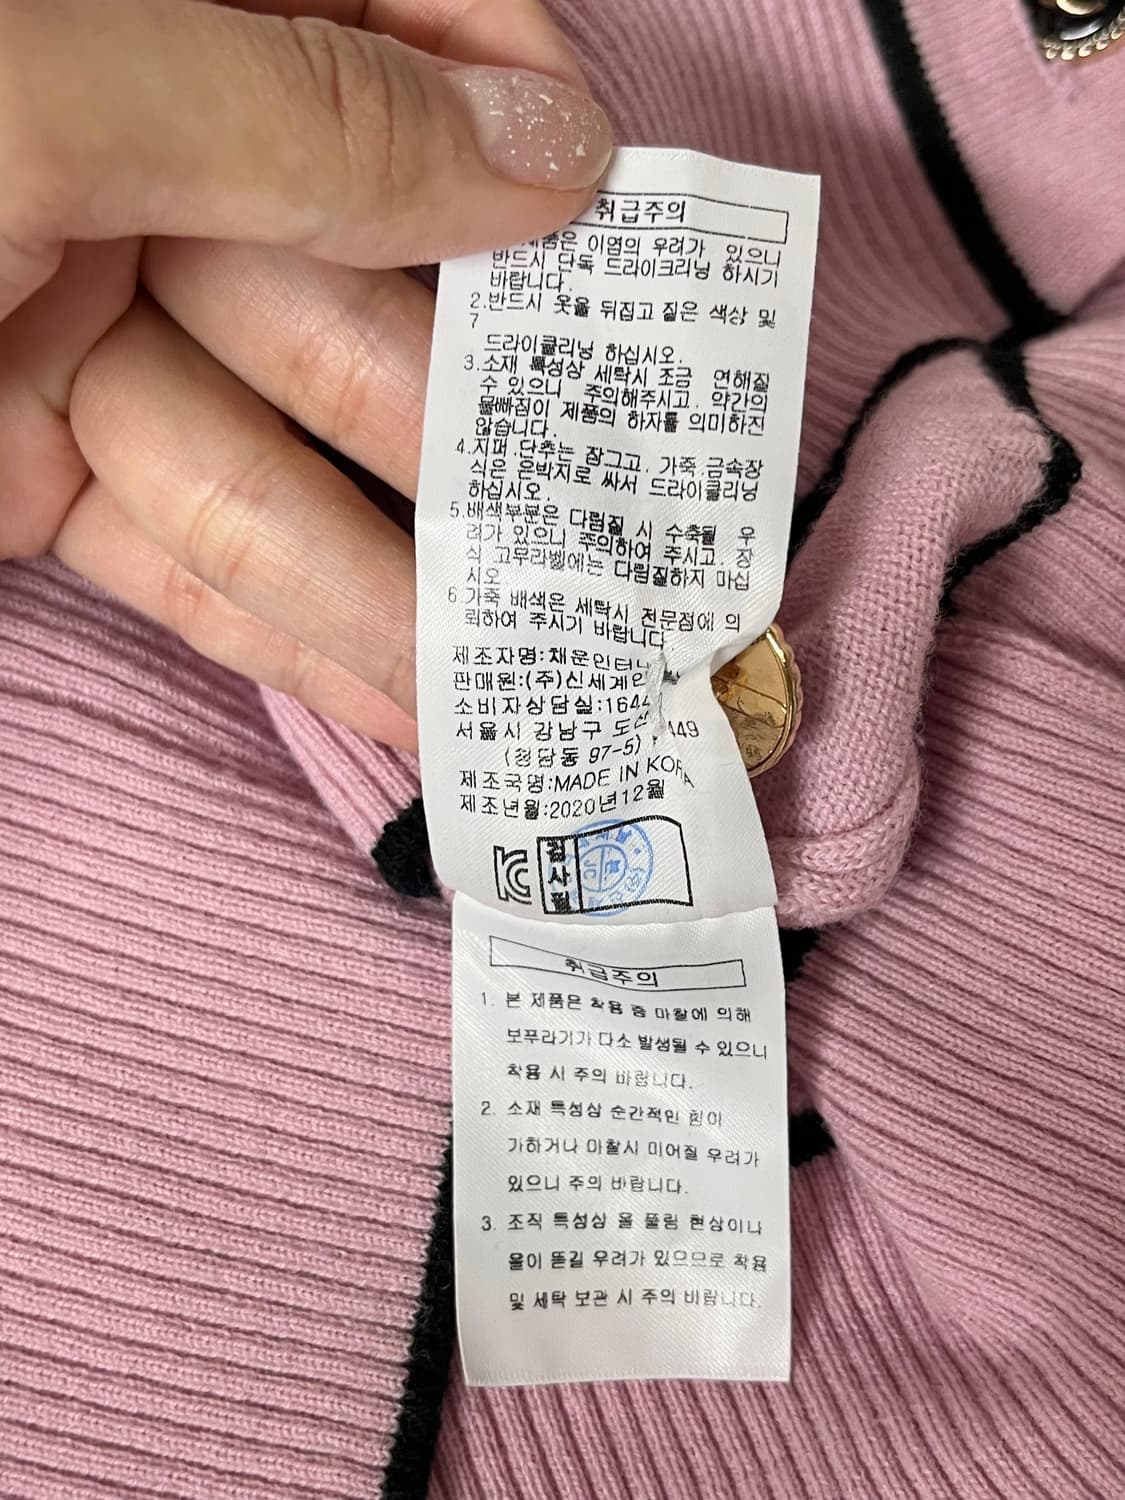 취급주의
제품은 이염의 우려가 있으니
반드시 단독 드라이크리닝 하시기
바랍니다.
2.반드시 옷을 뒤집고 짙은 색상 및
7
드라이클리닝 하십시오.
3.소재 특성상 세탁시 조금 연해질
수 있으니 주의해주시고. 약간의
물빠짐이 제품의 하자를 의미하진
않습니다.
4.지퍼.단추는 잠그고. 가죽.금속장
식은 은박지로 싸서 드라이클리닝
하십시오.
5.배색부분은 다림질 시 수축될 우
려가 있으니 주의하여 주시고. 장
식 고무라벨에는 다림질하지 마십
시오
6.가죽 배색은 세탁시 전문점에 의
뢰하여 주시기 바랍니다.
제조자명:채운인터
판매원:(주)신세계인
소비자상담실:1644
서울시 강남구 도산 449
(청담동 97-5)
제조국명:MADE IN KOREA
제조년월:2020년12월
KC 검사필
취급주의
1. 본 제품은 착용 중 마찰에 의해
보푸라기가 다소 발생될 수 있으니
착용 시 주의 바랍니다.
2. 소재 특성상 순간적인 힘이
가하거나 마찰시 미어질 우려가
있으니 주의 바랍니다.
3. 조직 특성상 올 풀림 현상이나
올이 뜯길 우려가 있으므로 착용
및 세탁 보관 시 주의 바랍니다.